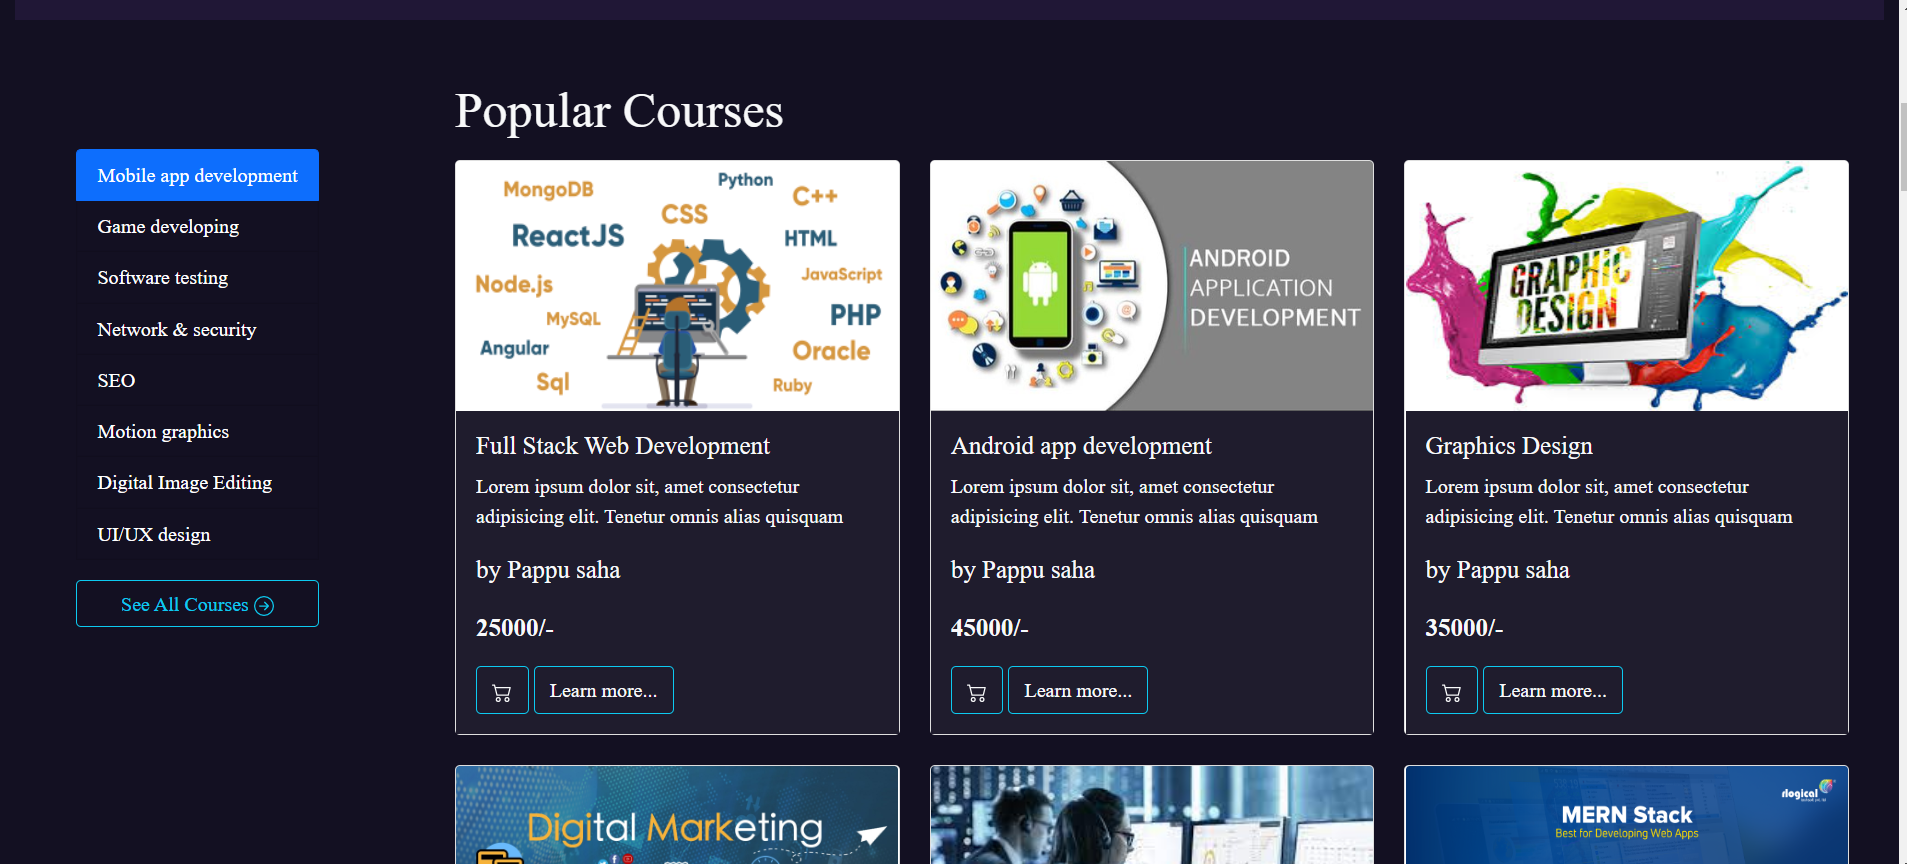 Popular Courses
Mobile app development
Game developing
Software testing
Network & security
SEO
Motion graphics
Digital Image Editing
UI/UX design
See All Courses
MongoDB
Python
C++
CSS
ReactJS
HTML
Node.js
JavaScript
MySQL
PHP
Angular
Oracle
Sql
Ruby
Full Stack Web Development
Lorem ipsum dolor sit, amet consectetur
adipisicing elit. Tenetur omnis alias quisquam
by Pappu saha
25000/-
Learn more...
ANDROID
APPLICATION
DEVELOPMENT
Android app development
Lorem ipsum dolor sit, amet consectetur
adipisicing elit. Tenetur omnis alias quisquam
by Pappu saha
45000/-
Learn more...
GRAPHIC
DESIGN
Graphics Design
Lorem ipsum dolor sit, amet consectetur
adipisicing elit. Tenetur omnis alias quisquam
by Pappu saha
35000/-
Learn more...
Digital Marketing
rlogical
MERN Stack
Best for Developing Web Apps